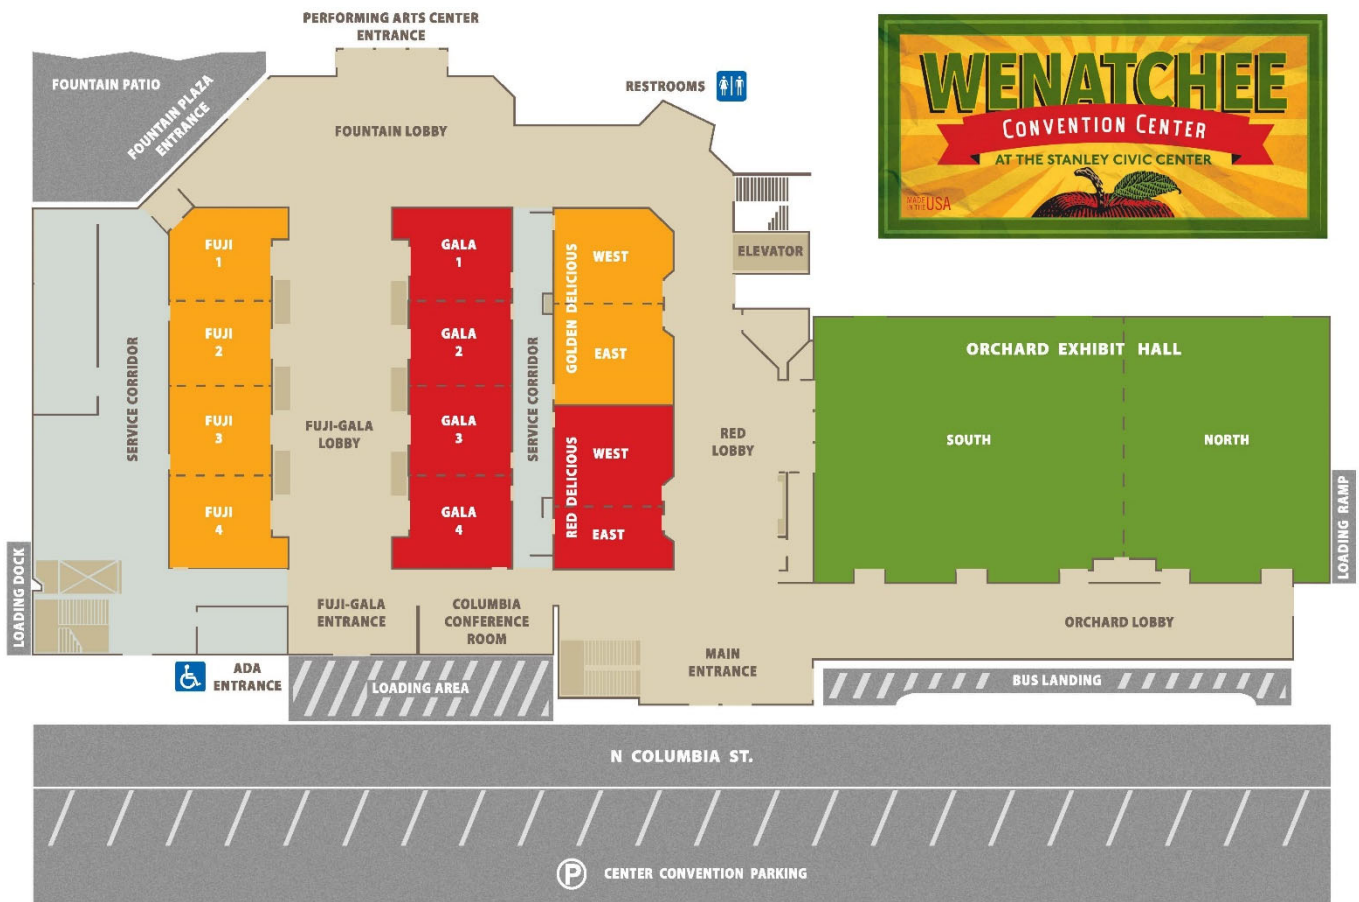 PERFORMING ARTS CENTER
ENTRANCE
FOUNTAIN PATIO
FOUNTAIN PLAZA
ENTRANCE
FOUNTAIN LOBBY
RESTROOMS
WENATCHEE
CONVENTION CENTER
AT THE STANLEY CIVIC CENTER
MADE
IN THE USA
ELEVATOR
SERVICE CORRIDOR
FUJI
1
FUJI
2
FUJI
3
FUJI
4
FUJI-GALA
LOBBY
GALA
1
GALA
2
GALA
3
GALA
4
SERVICE CORRIDOR
GOLDEN DELICIOUS
WEST
EAST
RED DELICIOUS
WEST
EAST
RED
LOBBY
ORCHARD EXHIBIT HALL
SOUTH
NORTH
LOADING RAMP
LOADING DOCK
FUJI-GALA
ENTRANCE
COLUMBIA
CONFERENCE
ROOM
MAIN
ENTRANCE
ORCHARD LOBBY
ADA
ENTRANCE
LOADING AREA
BUS LANDING
N COLUMBIA ST.
P
CENTER CONVENTION PARKING